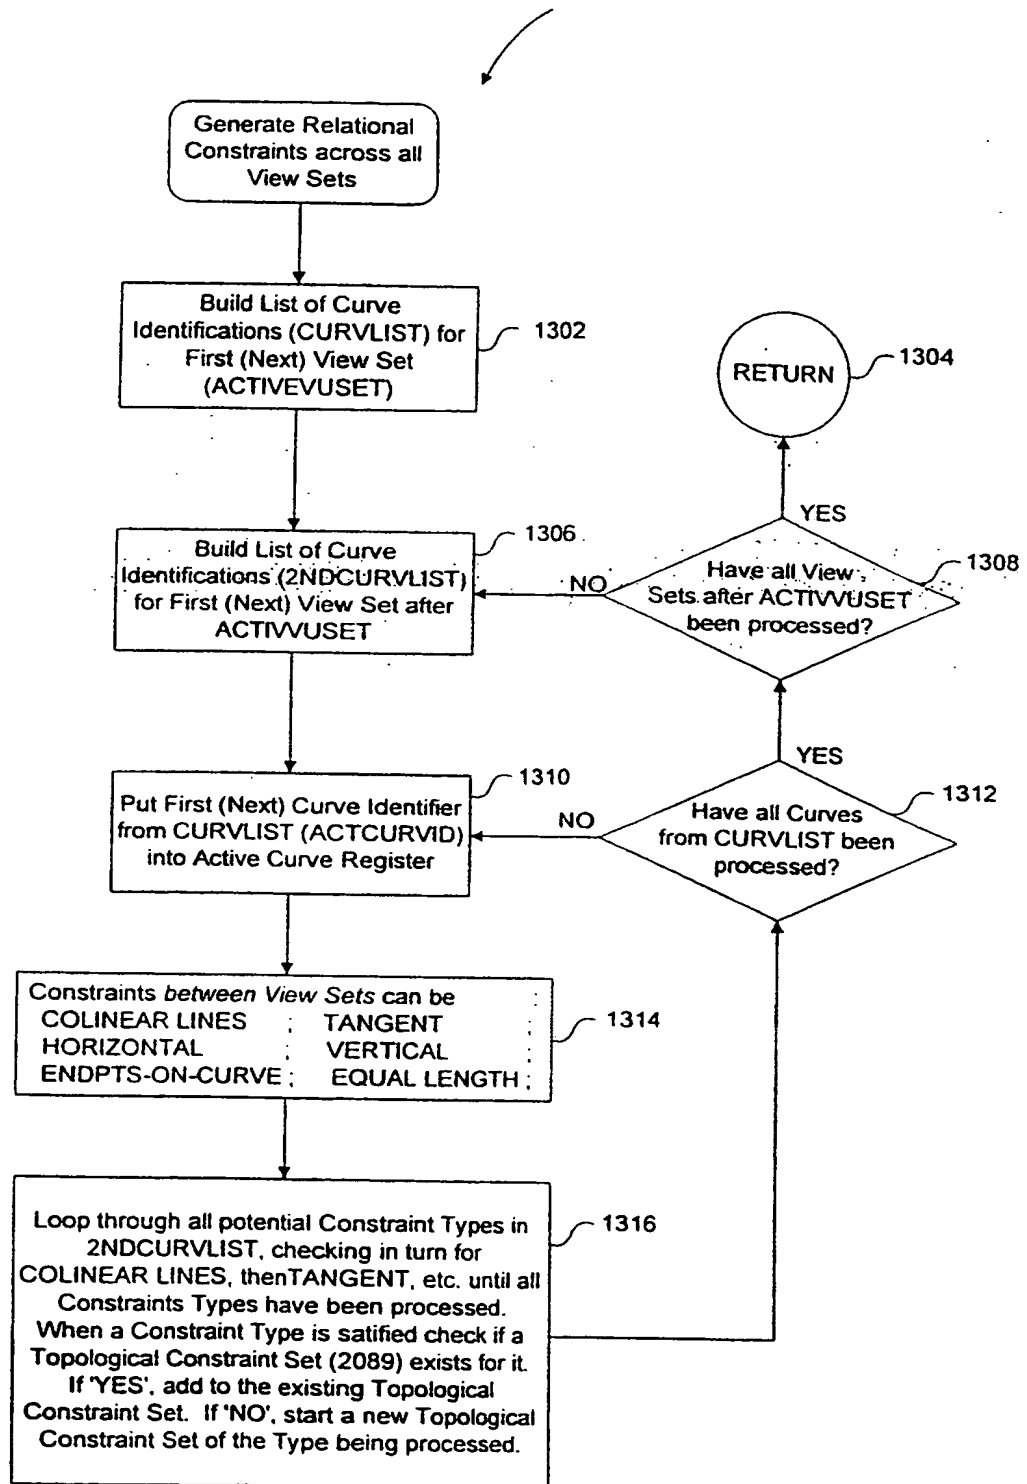 Generate Relational
Constraints across all
View Sets
Build List of Curve
Identifications (CURVLIST) for
First (Next) View Set
(ACTIVEVUSET)
1302
RETURN
1304
Build List of Curve
Identifications (2NDCURVLIST)
for First (Next) View Set after
ACTIVVUSET
1306
NO
YES
Have all View
Sets after ACTIVVUSET
been processed?
1308
Put First (Next) Curve Identifier
from CURVLIST (ACTCURVID)
into Active Curve Register
1310
NO
YES
Have all Curves
from CURVLIST been
processed?
1312
Constraints between View Sets can be
COLINEAR LINES ; TANGENT ;
HORIZONTAL ; VERTICAL ;
ENDPTS-ON-CURVE ; EQUAL LENGTH ;
1314
Loop through all potential Constraint Types in
2NDCURVLIST, checking in turn for
COLINEAR LINES, thenTANGENT, etc. until all
Constraints Types have been processed.
When a Constraint Type is satified check if a
Topological Constraint Set (2089) exists for it.
If 'YES', add to the existing Topological
Constraint Set. If 'NO', start a new Topological
Constraint Set of the Type being processed.
1316